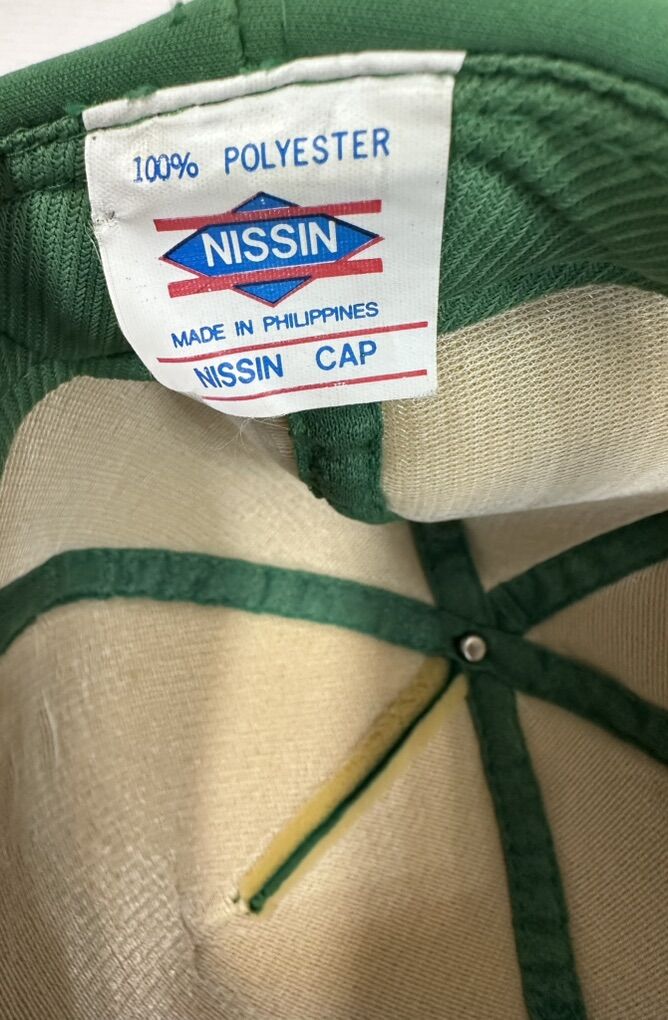 100% POLYESTER
NISSIN
MADE IN PHILIPPINES
NISSIN CAP